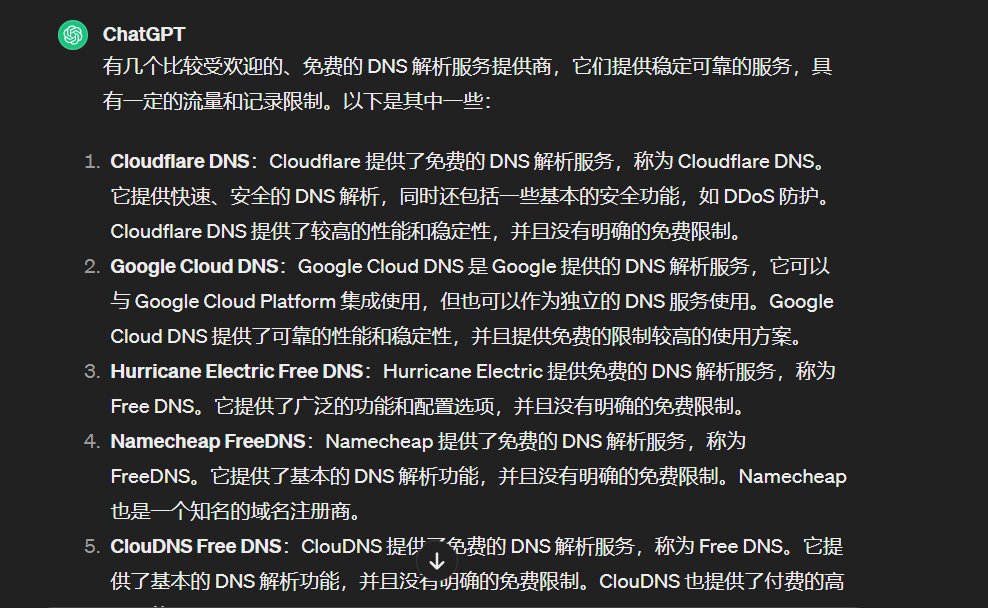 ChatGPT
有几个比较受欢迎的、免费的 DNS 解析服务提供商，它们提供稳定可靠的服务，具
有一定的流量和记录限制。以下是其中一些：
1. Cloudflare DNS：Cloudflare 提供了免费的 DNS 解析服务，称为 Cloudflare DNS。
它提供快速、安全的 DNS 解析，同时还包括一些基本的安全功能，如 DDoS 防护。
Cloudflare DNS 提供了较高的性能和稳定性，并且没有明确的免费限制。
2. Google Cloud DNS：Google Cloud DNS 是 Google 提供的 DNS 解析服务，它可以
与 Google Cloud Platform 集成使用，但也可以作为独立的 DNS 服务使用。Google
Cloud DNS 提供了可靠的性能和稳定性，并且提供免费的限制较高的使用方案。
3. Hurricane Electric Free DNS：Hurricane Electric 提供免费的 DNS 解析服务，称为
Free DNS。它提供了广泛的功能和配置选项，并且没有明确的免费限制。
4. Namecheap FreeDNS：Namecheap 提供了免费的 DNS 解析服务，称为
FreeDNS。它提供了基本的 DNS 解析功能，并且没有明确的免费限制。Namecheap
也是一个知名的域名注册商。
5. ClouDNS Free DNS：ClouDNS 提供了免费的 DNS 解析服务，称为 Free DNS。它提
供了基本的 DNS 解析功能，并且没有明确的免费限制。ClouDNS 也提供了付费的高